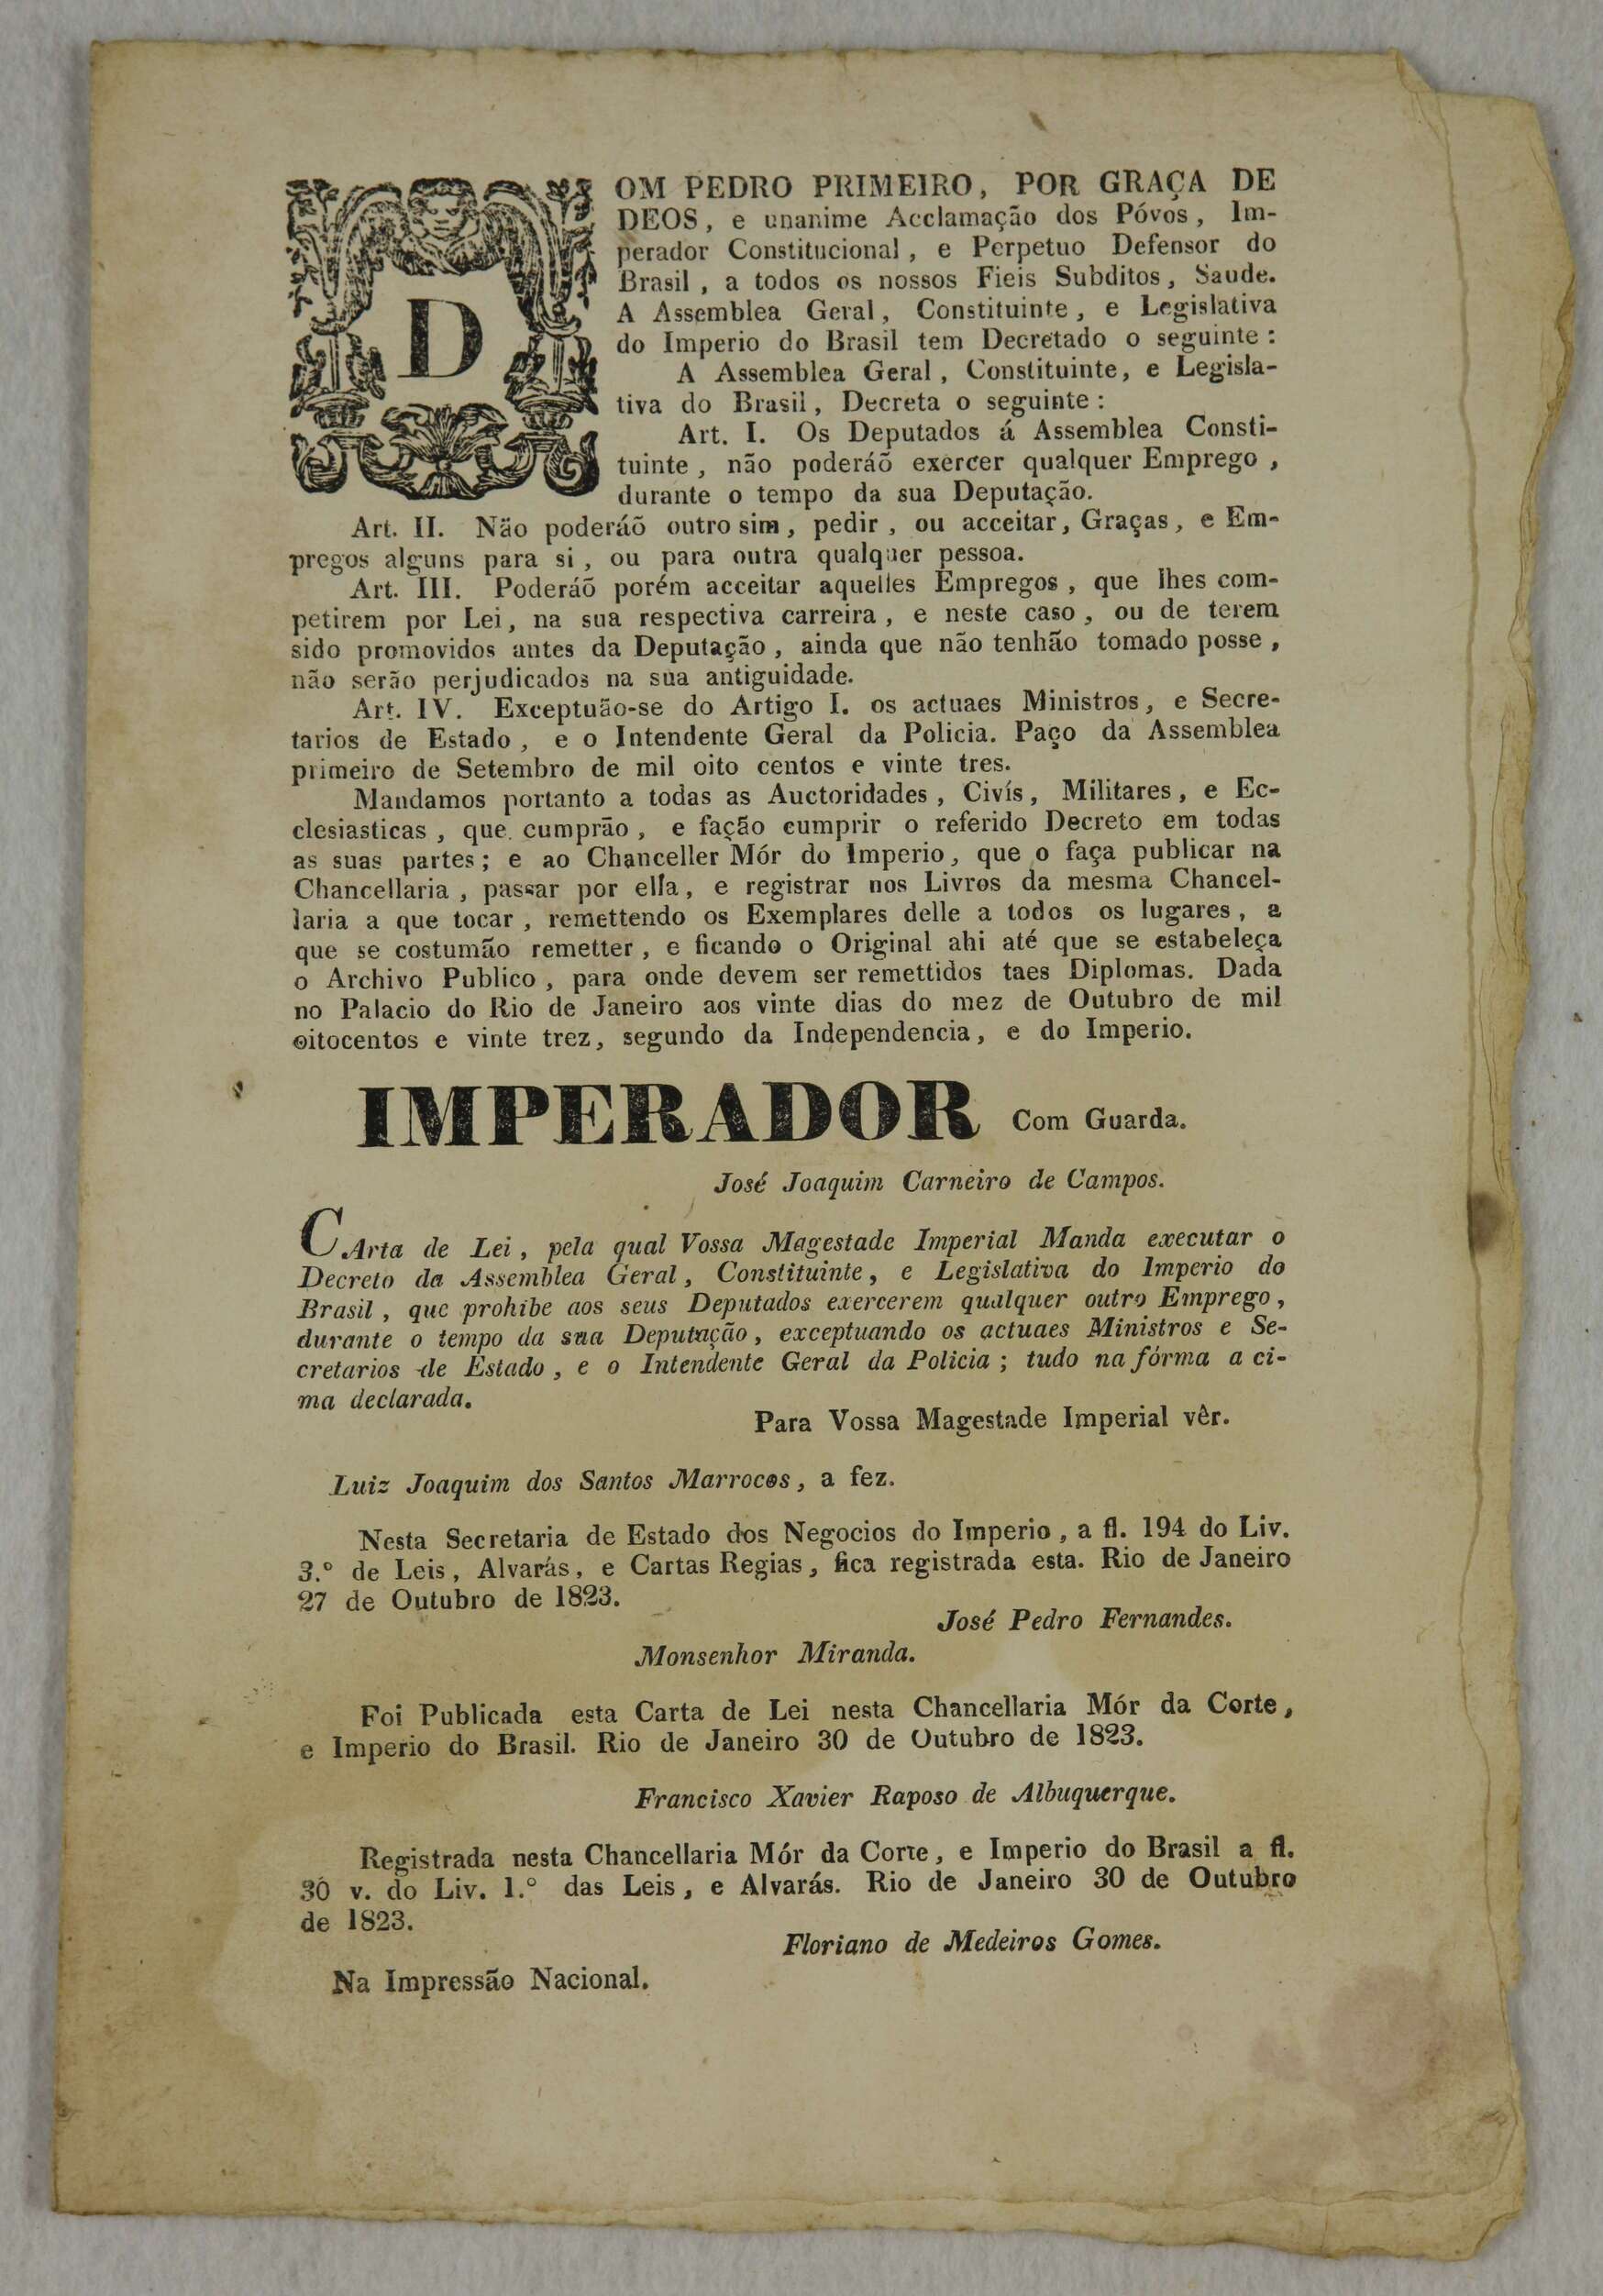 DOM PEDRO PRIMEIRO, POR GRAÇA DE
DEOS, e unanime Acclamação dos Póvos, Im-
perador Constitucional, e Perpetuo Defensor do
Brasil, a todos os nossos Fieis Subditos, Saude.
A Assemblea Geral, Constituinte, e Legislativa
do Imperio do Brasil tem Decretado o seguinte:
A Assemblea Geral, Constituinte, e Legisla-
tiva do Brasil, Decreta o seguinte:
Art. I. Os Deputados á Assemblea Consti-
tuinte, não poderáõ exercer qualquer Emprego,
durante o tempo da sua Deputação.
Art. II. Não poderáõ outro sim, pedir, ou acceitar, Graças, e Em-
pregos alguns para si, ou para outra qualquer pessoa.
Art. III. Poderáõ porém acceitar aquelles Empregos, que lhes com-
petirem por Lei, na sua respectiva carreira, e neste caso, ou de terem
sido promovidos antes da Deputação, ainda que não tenhão tomado posse,
não serão perjudicados na sua antiguidade.
Art. IV. Exceptuão-se do Artigo I. os actuaes Ministros, e Secre-
tarios de Estado, e o Intendente Geral da Policia. Paço da Assemblea
primeiro de Setembro de mil oito centos e vinte tres.
Mandamos portanto a todas as Auctoridades, Civís, Militares, e Ec-
clesiasticas, que cumprão, e fação cumprir o referido Decreto em todas
as suas partes; e ao Chanceller Mór do Imperio, que o faça publicar na
Chancellaria, passar por ella, e registrar nos Livros da mesma Chancel-
laria a que tocar, remettendo os Exemplares delle a todos os lugares, a
que se costumão remetter, e ficando o Original ahi até que se estabeleça
o Archivo Publico, para onde devem ser remettidos taes Diplomas. Dada
no Palacio do Rio de Janeiro aos vinte dias do mez de Outubro de mil
oitocentos e vinte trez, segundo da Independencia, e do Imperio.
IMPERADOR Com Guarda.
José Joaquim Carneiro de Campos.
CArta de Lei, pela qual Vossa Magestade Imperial Manda executar o
Decreto da Assemblea Geral, Constituinte, e Legislativa do Imperio do
Brasil, que prohibe aos seus Deputados exercerem qualquer outro Emprego,
durante o tempo da sua Deputação, exceptuando os actuaes Ministros e Se-
cretarios de Estado, e o Intendente Geral da Policia; tudo na fórma a ci-
ma declarada.
Para Vossa Magestade Imperial vêr.
Luiz Joaquim dos Santos Marrocos, a fez.
Nesta Secretaria de Estado dos Negocios do Imperio, a fl. 194 do Liv.
3.º de Leis, Alvarás, e Cartas Regias, fica registrada esta. Rio de Janeiro
27 de Outubro de 1823.
José Pedro Fernandes.
Monsenhor Miranda.
Foi Publicada esta Carta de Lei nesta Chancellaria Mór da Corte,
e Imperio do Brasil. Rio de Janeiro 30 de Outubro de 1823.
Francisco Xavier Raposo de Albuquerque.
Registrada nesta Chancellaria Mór da Corte, e Imperio do Brasil a fl.
30 v. do Liv. 1.º das Leis, e Alvarás. Rio de Janeiro 30 de Outubro
de 1823.
Floriano de Medeiros Gomes.
Na Impressão Nacional.